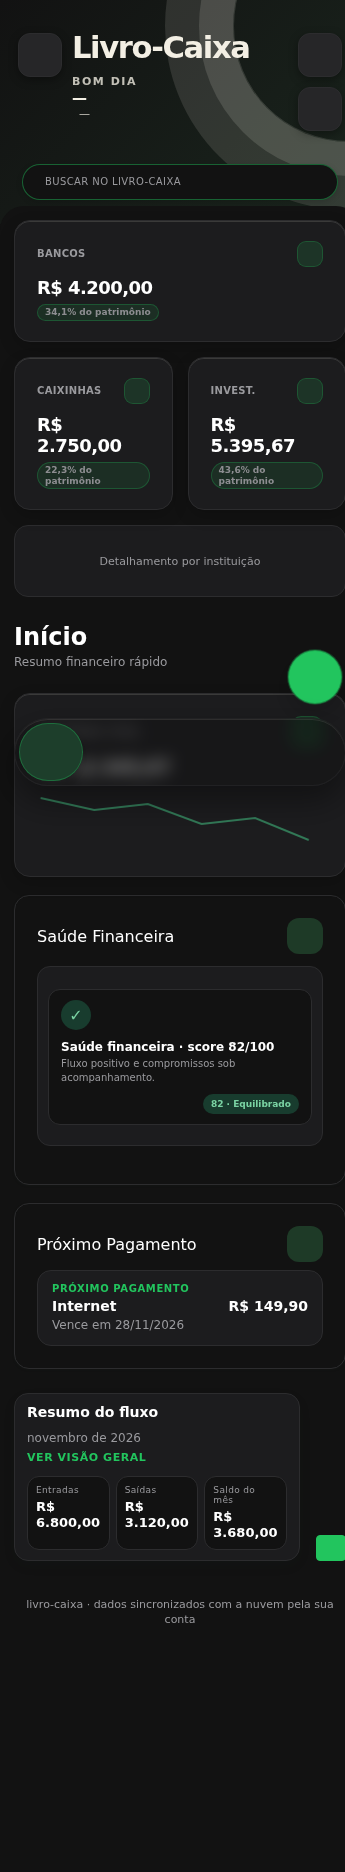 Livro-Caixa
BOM DIA
—
—
BUSCAR NO LIVRO-CAIXA
BANCOS
R$ 4.200,00
34,1% do patrimônio
CAIXINHAS
R$
2.750,00
22,3% do
patrimônio
INVEST.
R$
5.395,67
43,6% do
patrimônio
Detalhamento por instituição
Início
Resumo financeiro rápido
Saúde Financeira
✓
Saúde financeira · score 82/100
Fluxo positivo e compromissos sob
acompanhamento.
82 · Equilibrado
Próximo Pagamento
PRÓXIMO PAGAMENTO
Internet R$ 149,90
Vence em 28/11/2026
Resumo do fluxo
novembro de 2026
VER VISÃO GERAL
Entradas
R$
6.800,00
Saídas
R$
3.120,00
Saldo do
mês
R$
3.680,00
livro-caixa · dados sincronizados com a nuvem pela sua
conta